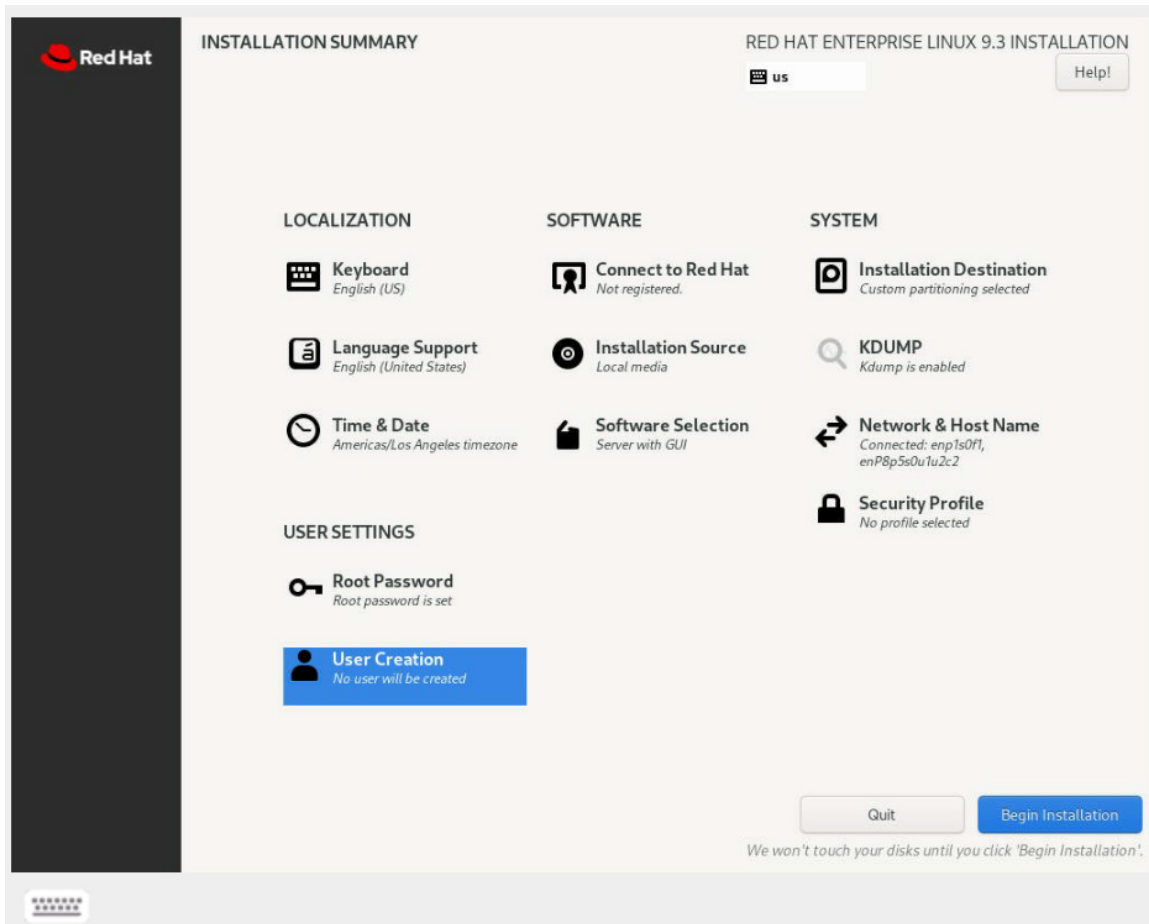 Red Hat
INSTALLATION SUMMARY
RED HAT ENTERPRISE LINUX 9.3 INSTALLATION
us
Help!
LOCALIZATION
Keyboard
English (US)
Language Support
English (United States)
Time & Date
Americas/Los Angeles timezone
SOFTWARE
Connect to Red Hat
Not registered.
Installation Source
Local media
Software Selection
Server with GUI
SYSTEM
Installation Destination
Custom partitioning selected
KDUMP
Kdump is enabled
Network & Host Name
Connected: enp1s0f1,
enP8p5s0u1u2c2
Security Profile
No profile selected
USER SETTINGS
Root Password
Root password is set
User Creation
No user will be created
Quit
Begin Installation
We won't touch your disks until you click 'Begin Installation'.